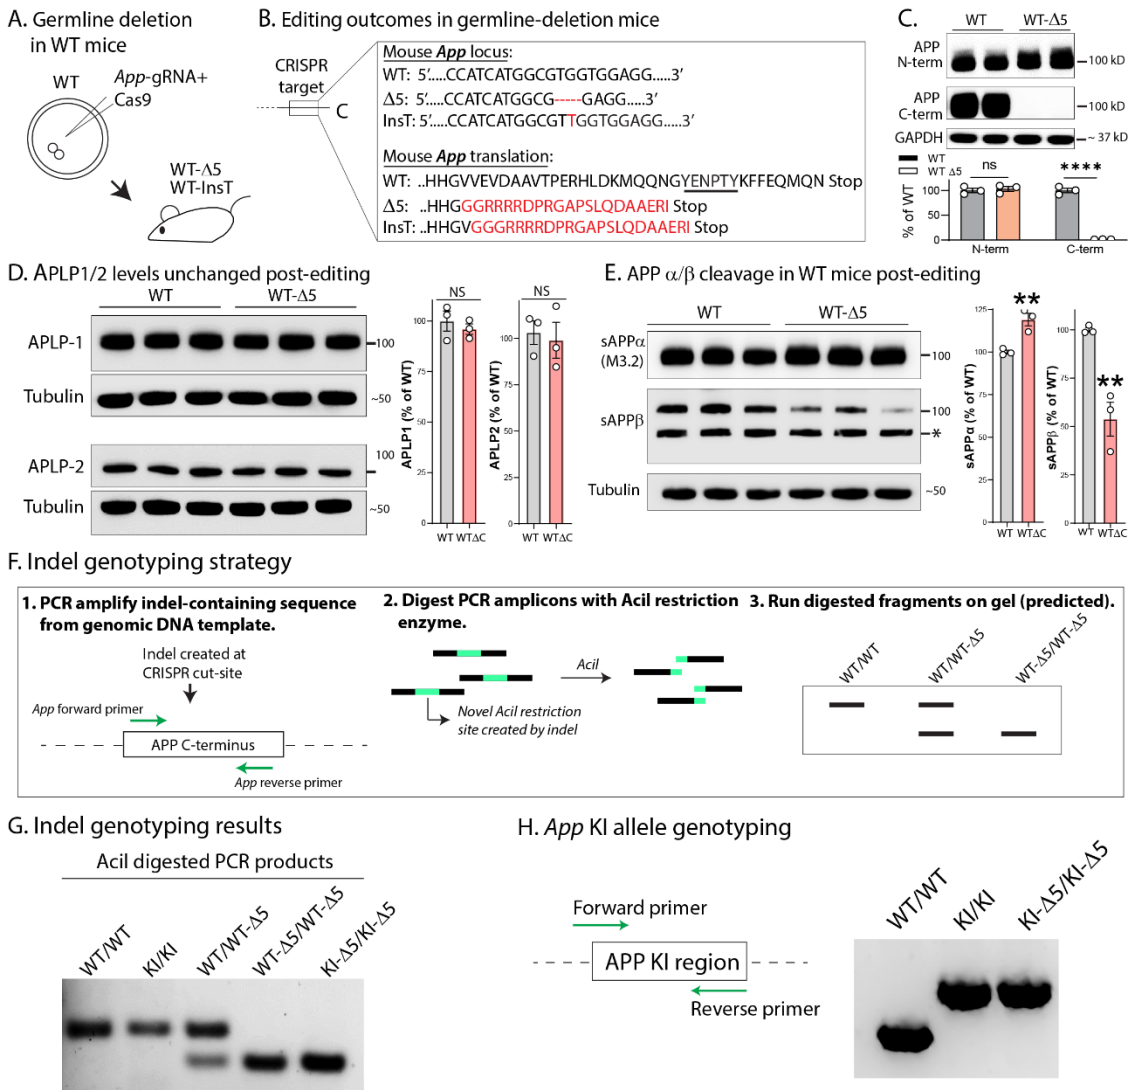 A. Germline deletion
in WT mice
WT
App-gRNA+
Cas9
WT-Δ5
WT-InsT
B. Editing outcomes in germline-deletion mice
CRISPR
target
C
Mouse App locus:
WT: 5′.....CCATCATGGCGTGGTGGAGG.....3′
Δ5: 5′.....CCATCATGGCG-----GAGG.....3′
InsT: 5′.....CCATCATGGCGTTGGTGGAGG.....3′
Mouse App translation:
WT: ..HHGVVEVDAAVTPERHLDKMQQNGYENPTYKFFEQMQN Stop
Δ5: ..HHGGGRRRRDPRGAPSLQDAAERI Stop
InsT: ..HHGVGGGRRRRDPRGAPSLQDAAERI Stop
C.
WT WT-Δ5
APP
N-term
100 kD
APP
C-term
100 kD
GAPDH
~ 37 kD
WT
WT Δ5
ns
****
% of WT
100
50
0
N-term C-term
D. APLP1/2 levels unchanged post-editing
WT WT-Δ5
APLP-1
100
Tubulin
~50
APLP-2
100
Tubulin
~50
NS
APLP1 (% of WT)
100
75
50
25
0
WT WTΔC
NS
APLP2 (% of WT)
100
75
50
25
0
WT WTΔC
E. APP α/β cleavage in WT mice post-editing
WT WT-Δ5
sAPPα
(M3.2)
100
sAPPβ
100
*
Tubulin
~50
**
sAPPα (% of WT)
125
100
75
50
25
0
WT WTΔC
**
sAPPβ (% of WT)
100
75
50
25
0
WT WTΔC
F. Indel genotyping strategy
1. PCR amplify indel-containing sequence
from genomic DNA template.
Indel created at
CRISPR cut-site
App forward primer
APP C-terminus
App reverse primer
2. Digest PCR amplicons with AciI restriction
enzyme.
AciI
Novel AciI restriction
site created by indel
3. Run digested fragments on gel (predicted).
WT/WT
WT/WT-Δ5
WT-Δ5/WT-Δ5
G. Indel genotyping results
AciI digested PCR products
WT/WT
KI/KI
WT/WT-Δ5
WT-Δ5/WT-Δ5
KI-Δ5/KI-Δ5
H. App KI allele genotyping
Forward primer
APP KI region
Reverse primer
WT/WT
KI/KI
KI-Δ5/KI-Δ5